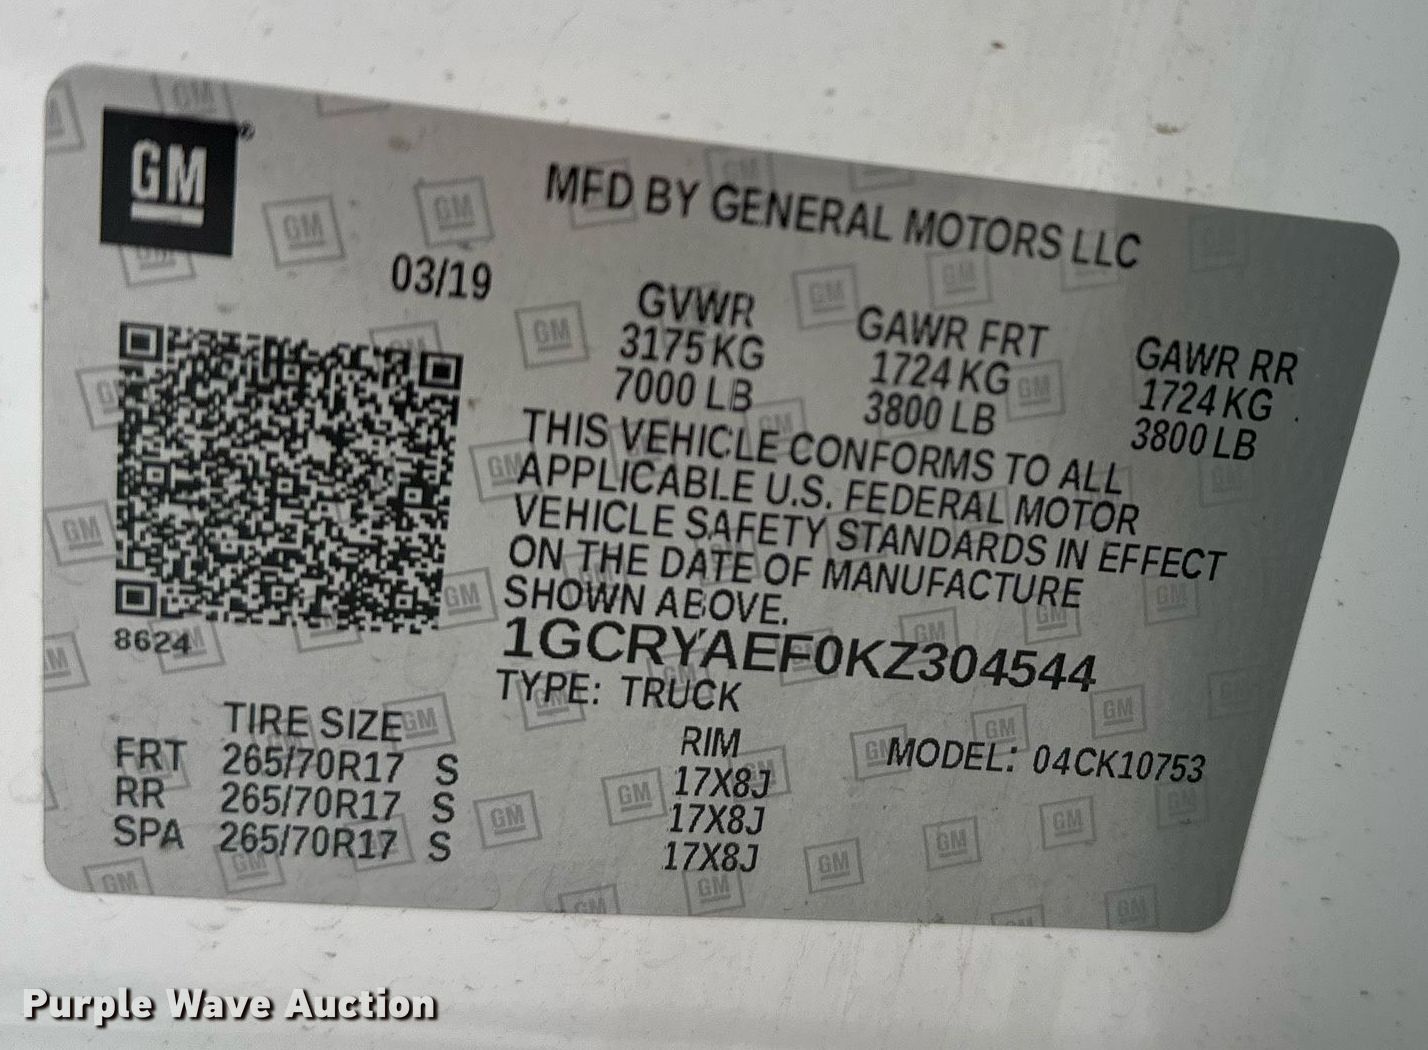 GM
MFD BY GENERAL MOTORS LLC
03/19
GVWR GAWR FRT GAWR RR
3175 KG 1724 KG 1724 KG
7000 LB 3800 LB 3800 LB
THIS VEHICLE CONFORMS TO ALL
APPLICABLE U.S. FEDERAL MOTOR
VEHICLE SAFETY STANDARDS IN EFFECT
ON THE DATE OF MANUFACTURE
SHOWN ABOVE.
8624
1GCRYAEF0KZ304544
TYPE: TRUCK
TIRE SIZE RIM MODEL: 04CK10753
FRT 265/70R17 S 17X8J
RR 265/70R17 S 17X8J
SPA 265/70R17 S 17X8J
Purple Wave Auction